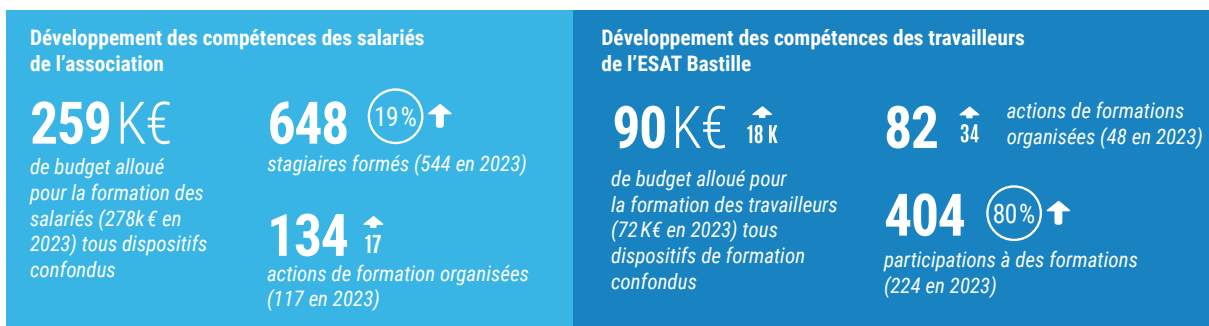 Développement des compétences des salariés
de l'association
259 K€
de budget alloué
pour la formation des
salariés (278k € en
2023) tous dispositifs
confondus
648 19 %
stagiaires formés (544 en 2023)
134 17
actions de formation organisées
(117 en 2023)
Développement des compétences des travailleurs
de l'ESAT Bastille
90 K€ 18 K
de budget alloué pour
la formation des travailleurs
(72 K€ en 2023) tous
dispositifs de formation
confondus
82 34
actions de formations
organisées (48 en 2023)
404 80 %
participations à des formations
(224 en 2023)